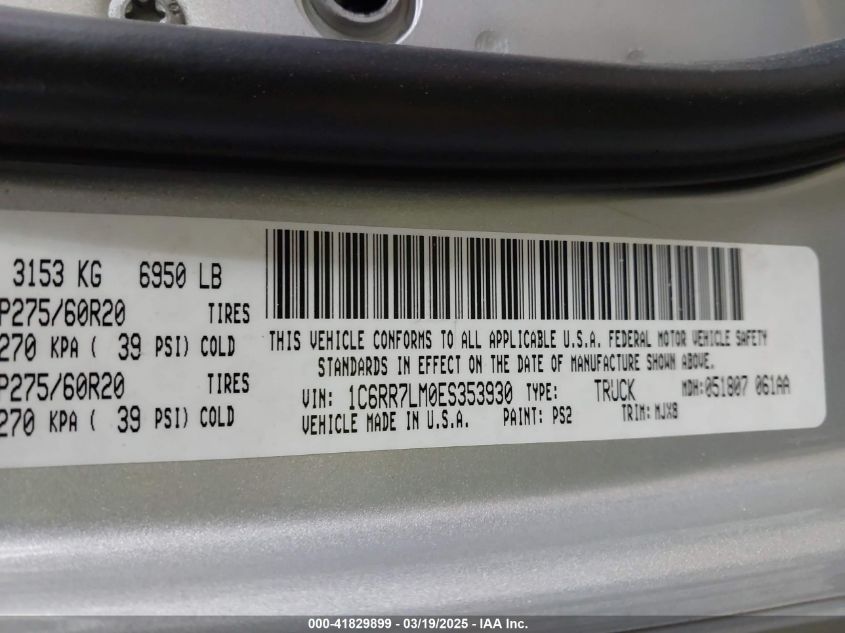 3153 KG 6950 LB
P275/60R20 TIRES
270 KPA ( 39 PSI) COLD
P275/60R20 TIRES
270 KPA ( 39 PSI) COLD
THIS VEHICLE CONFORMS TO ALL APPLICABLE U.S.A. FEDERAL MOTOR VEHICLE SAFETY
STANDARDS IN EFFECT ON THE DATE OF MANUFACTURE SHOWN ABOVE.
VIN: 1C6RR7LM0ES353930 TYPE: TRUCK MDH: 051807 061AA
VEHICLE MADE IN U.S.A. PAINT: PS2 TRIM: MJX8
000-41829899 - 03/19/2025 - IAA Inc.